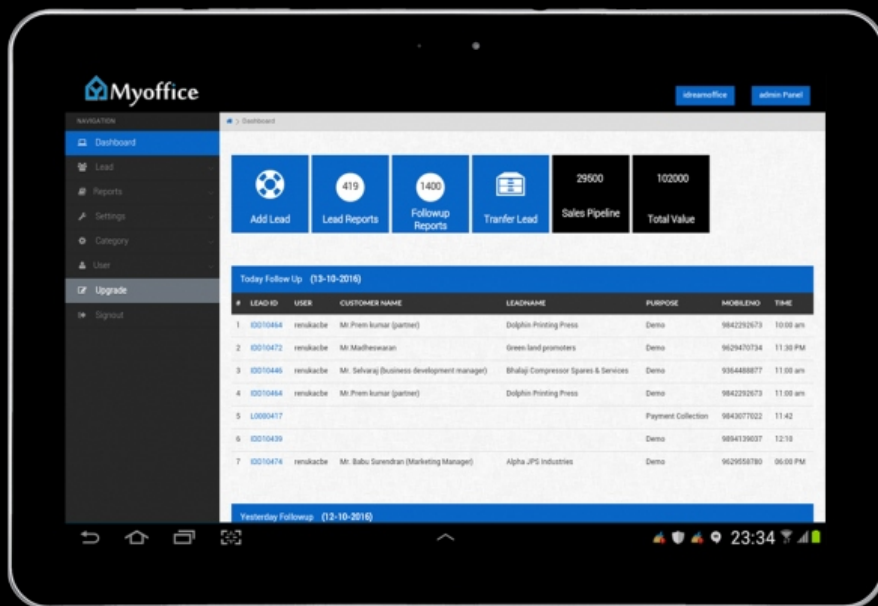 Myoffice
idreamoffice admin Panel
NAVIGATION
Dashboard
Dashboard
Lead
Reports
Settings
Category
User
Upgrade
Signout
Add Lead
419
Lead Reports
1400
Followup
Reports
Tranfer Lead
29500
Sales Pipeline
102000
Total Value
Today Follow Up (13-10-2016)
# LEAD ID USER CUSTOMER NAME LEADNAME PURPOSE MOBILENO TIME
1 IDO10464 renukacbe Mr.Prem kumar (partner) Dolphin Printing Press Demo 9842292673 10:00 am
2 IDO10472 renukacbe Mr.Madheswaran Green land promoters Demo 9629470734 11:30 PM
3 IDO10446 renukacbe Mr. Selvaraj (business development manager) Bhalaji Compressor Spares & Services Demo 9364488877 11:00 am
4 IDO10464 renukacbe Mr.Prem kumar (partner) Dolphin Printing Press Demo 9842292673 11:00 am
5 L0000417 Payment Collection 9843077022 11:42
6 IDO10439 Demo 9894139037 12:18
7 IDO10474 renukacbe Mr. Babu Surendran (Marketing Manager) Alpha JPS Industries Demo 9629558780 06:00 PM
Yesterday Followup (12-10-2016)
23:34